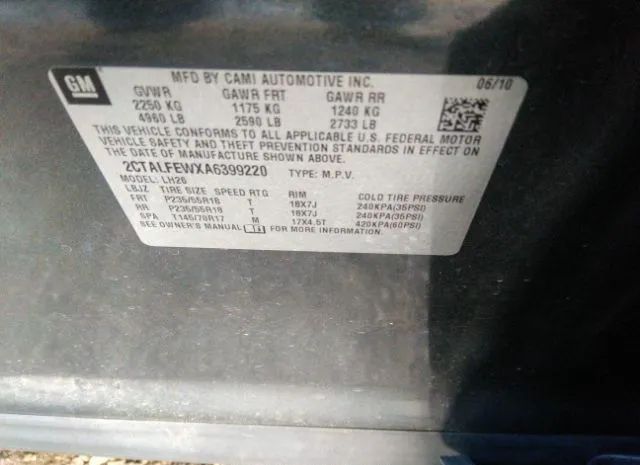 GM
MFD BY CAMI AUTOMOTIVE INC. 06/10
GVWR GAWR FRT GAWR RR
2250 KG 1175 KG 1240 KG
4960 LB 2590 LB 2733 LB
THIS VEHICLE CONFORMS TO ALL APPLICABLE U.S. FEDERAL MOTOR
VEHICLE SAFETY AND THEFT PREVENTION STANDARDS IN EFFECT ON
THE DATE OF MANUFACTURE SHOWN ABOVE.
2CTALFEWXA6399220 TYPE: M.P.V.
MODEL: LH26
LBJZ TIRE SIZE SPEED RTG RIM COLD TIRE PRESSURE
FRT P235/55R18 T 18X7J 240KPA(35PSI)
RR P235/55R18 T 18X7J 240KPA(35PSI)
SPA T145/70R17 M 17X4.5T 420KPA(60PSI)
SEE OWNER'S MANUAL FOR MORE INFORMATION.